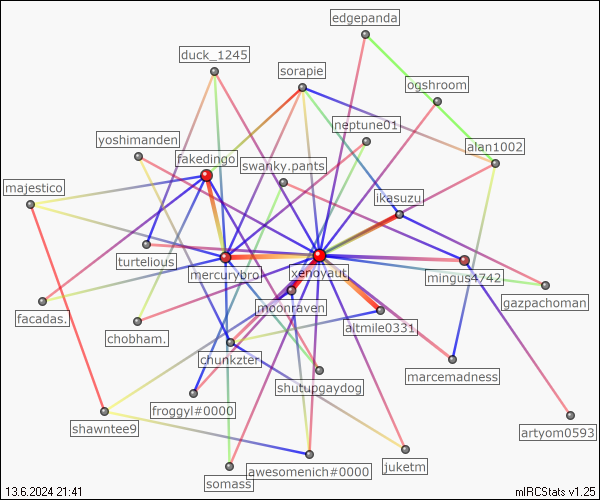 edgepanda
duck_1245
sorapie
ogshroom
neptune01
yoshimanden
alan1002
fakedingo
swanky.pants
majestico
ikasuzu
turtelious
mercurybro
xenoyaut
mingus4742
gazpachoman
moonraven
facadas.
altmile0331
chobham.
chunkzter
marcemadness
shutupgaydog
froggyl#0000
shawntee9
artyom0593
awesomenich#0000
juketm
somass
13.6.2024 21:41
mIRCStats v1.25